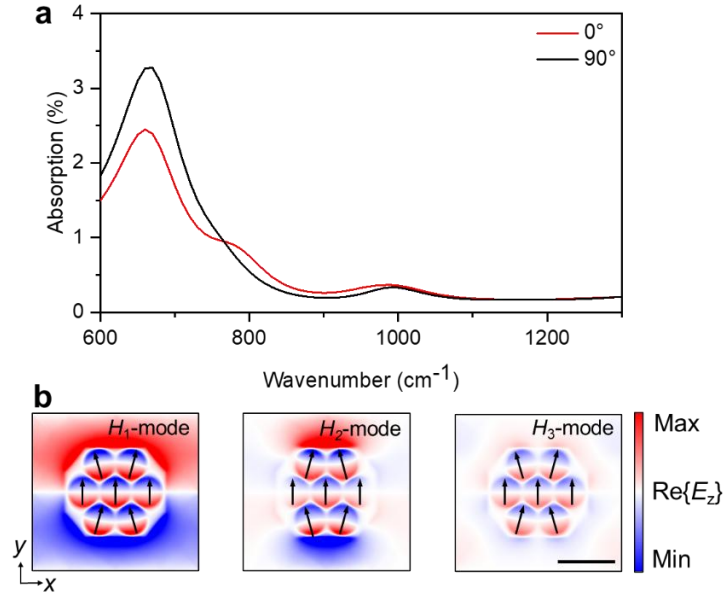 a
0°
90°
4
3
2
1
0
Absorption (%)
600
800
1000
1200
Wavenumber (cm⁻¹)
b
H₁-mode
H₂-mode
H₃-mode
Max
Re{E_z}
Min
y
x